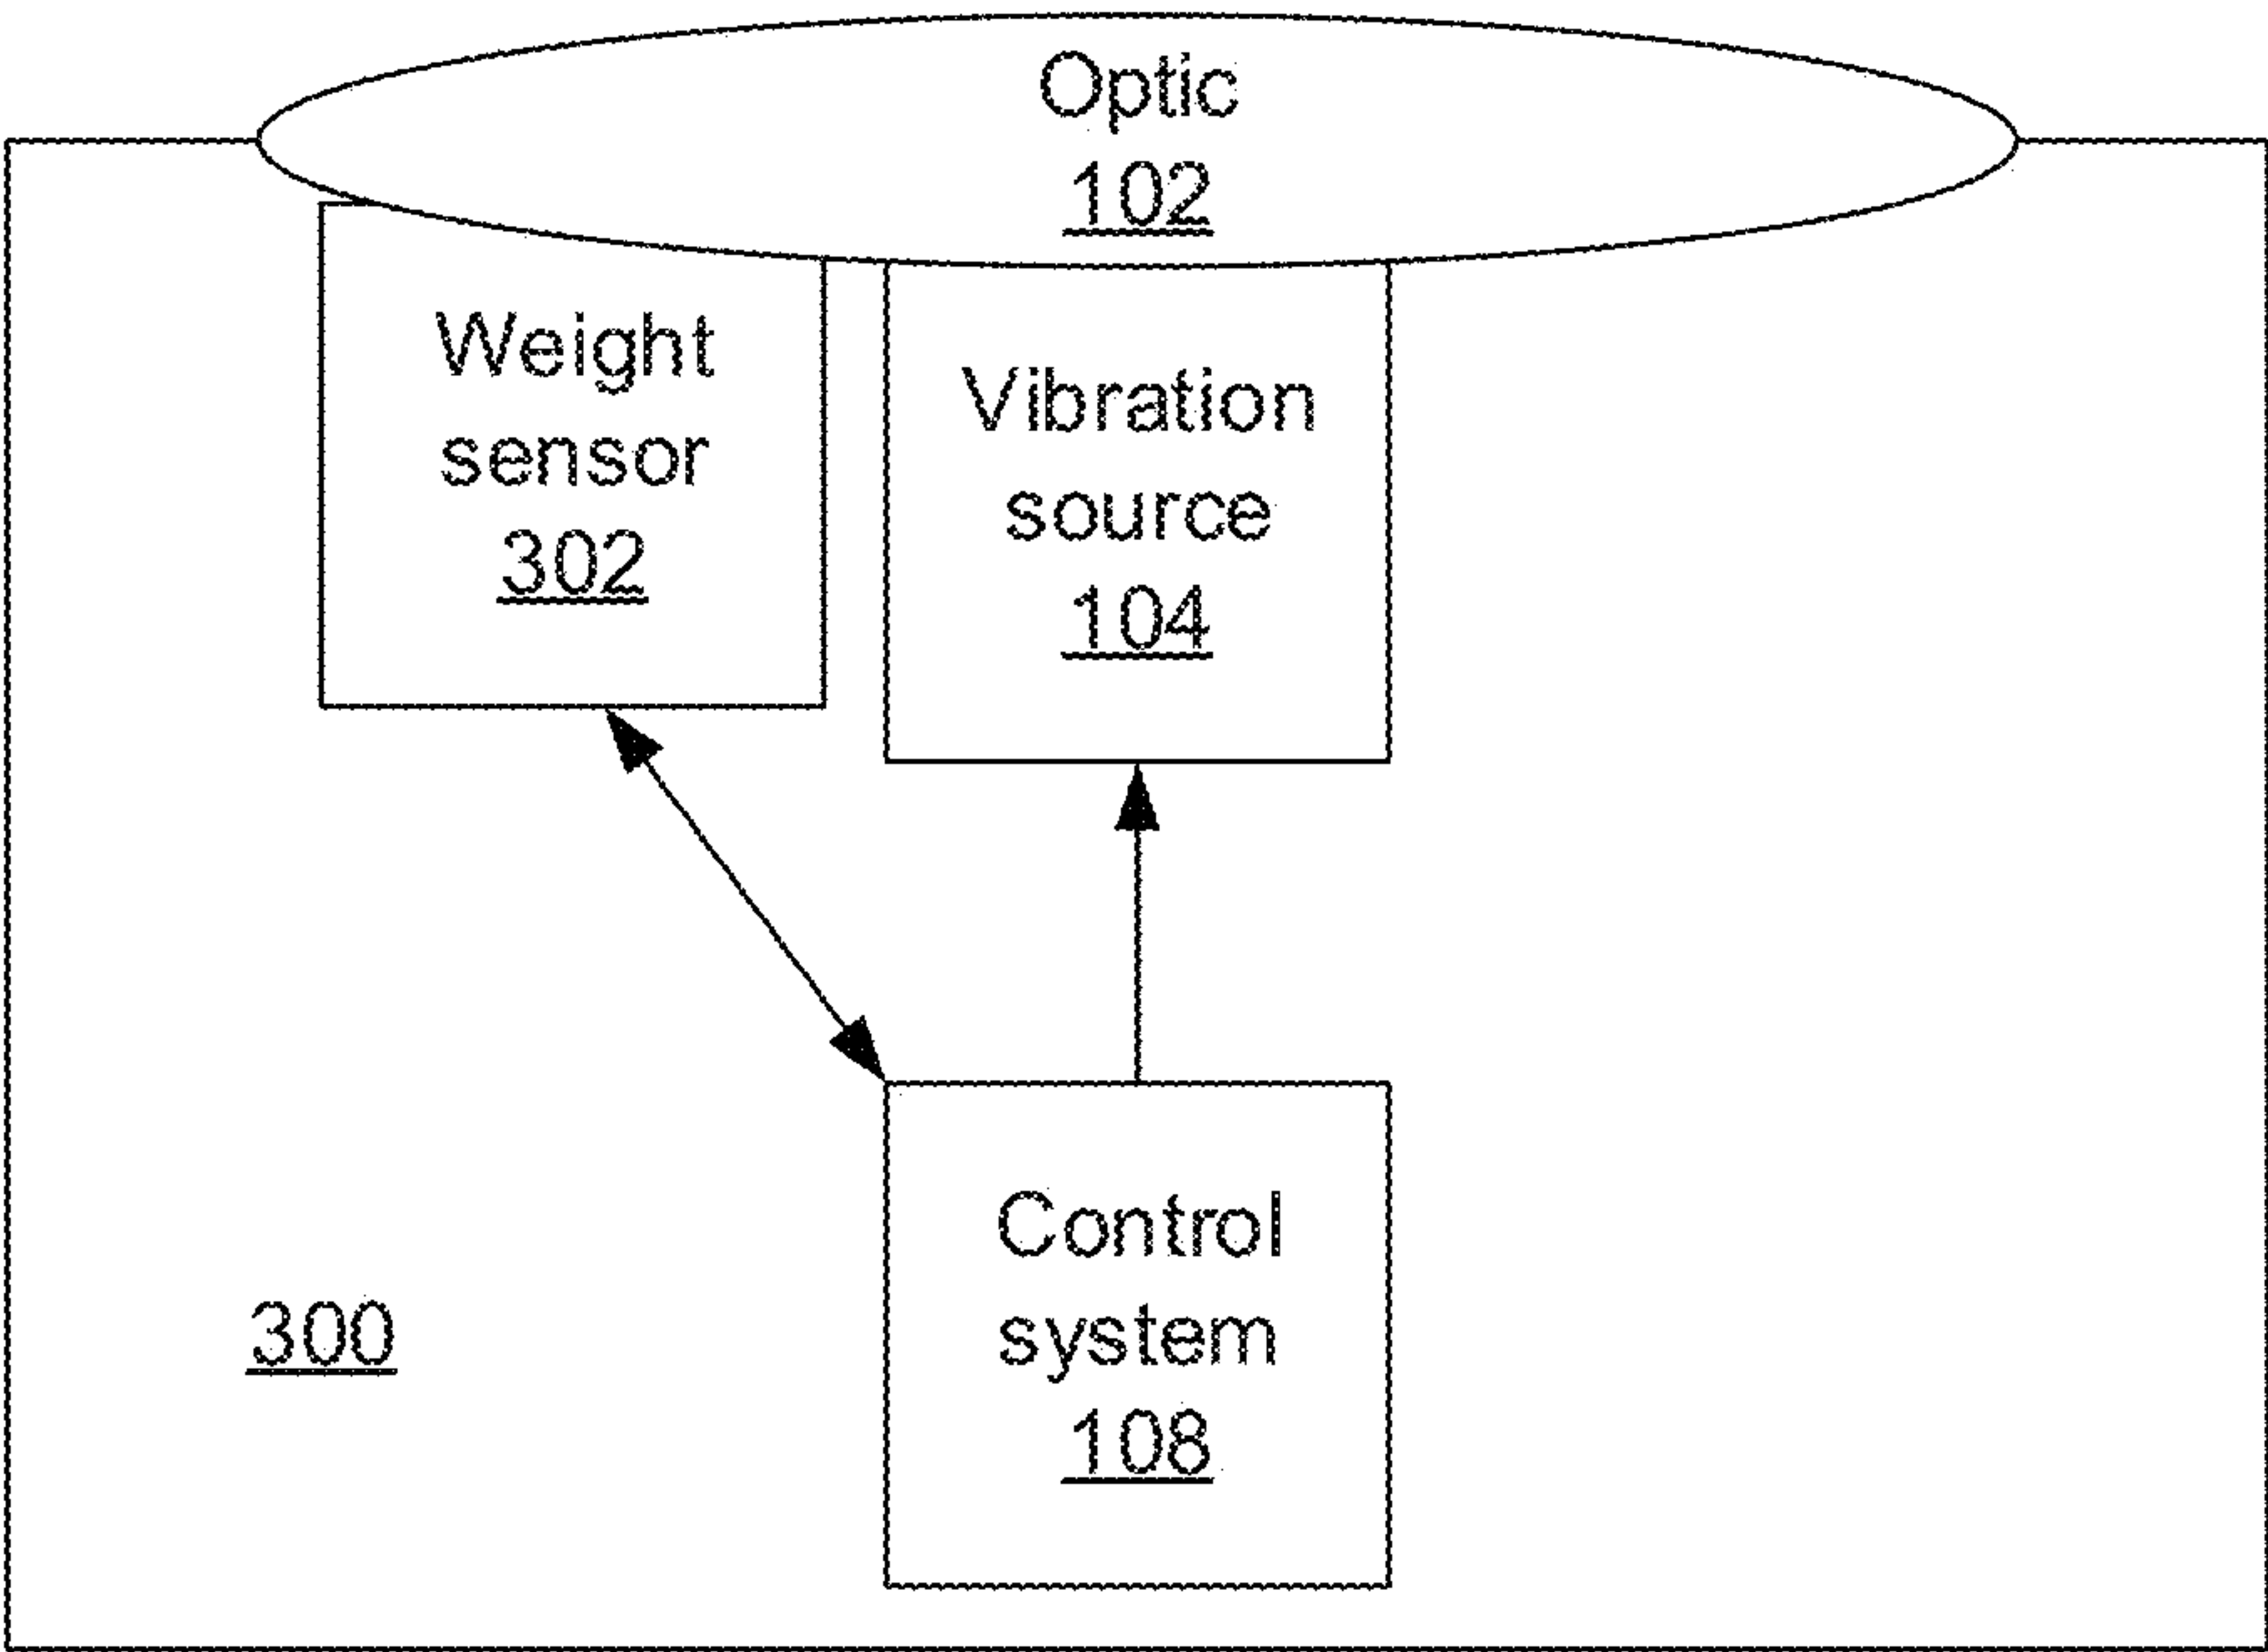 Optic
102
Weight
sensor
302
Vibration
source
104
Control
system
108
300